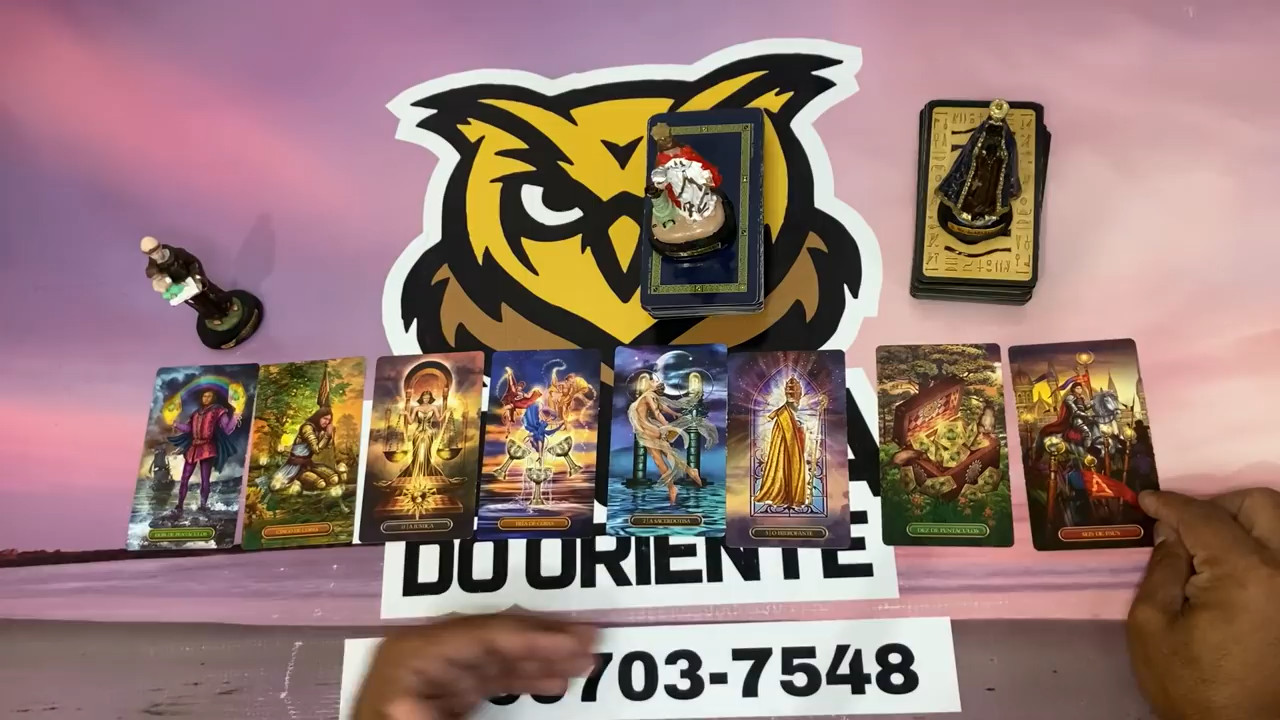 DOIS DE PENTÁCULOS
CINCO DE COPAS
11 | A JUSTIÇA
TRÊS DE COPAS
2 | A SACERDOTISA
5 | O HIEROFANTE
DEZ DE PENTÁCULOS
SEIS DE PAUS
DO ORIENTE
703-7548